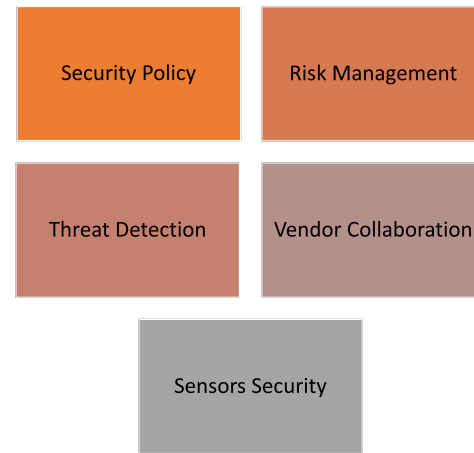 Security Policy
Risk Management
Threat Detection
Vendor Collaboration
Sensors Security